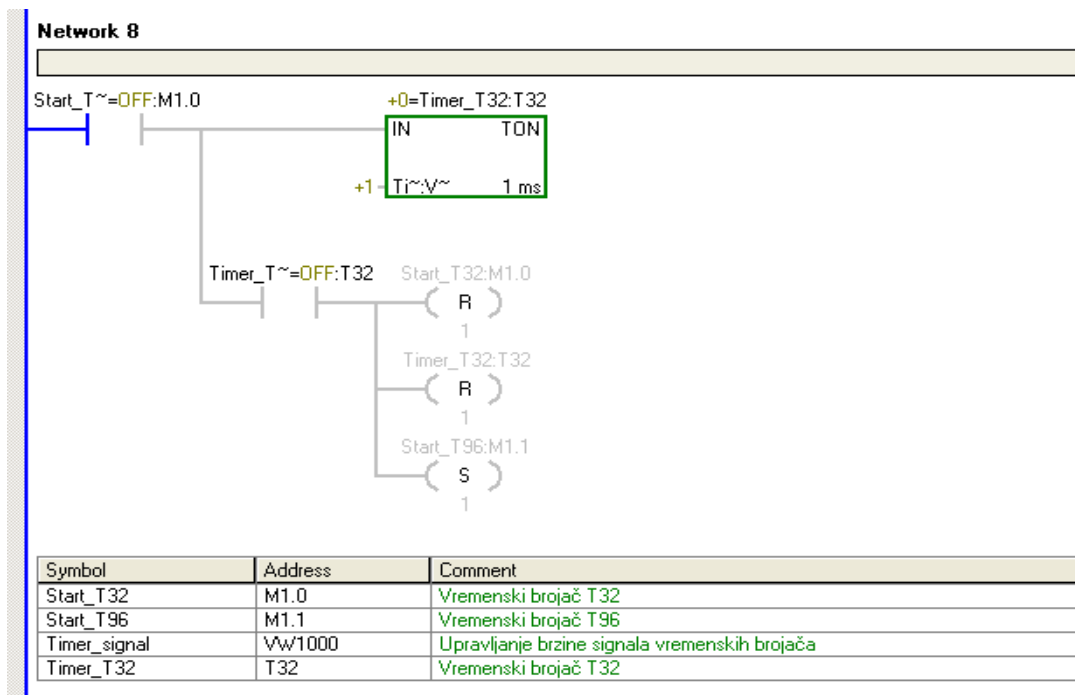 Network 8
Start_T~=OFF:M1.0
+0=Timer_T32:T32
IN TON
+1 Ti~:V~ 1 ms
Timer_T~=OFF:T32
Start_T32:M1.0
R
1
Timer_T32:T32
R
1
Start_T96:M1.1
S
1
Symbol Address Comment
Start_T32 M1.0 Vremenski brojač T32
Start_T96 M1.1 Vremenski brojač T96
Timer_signal VW1000 Upravljanje brzine signala vremenskih brojača
Timer_T32 T32 Vremenski brojač T32